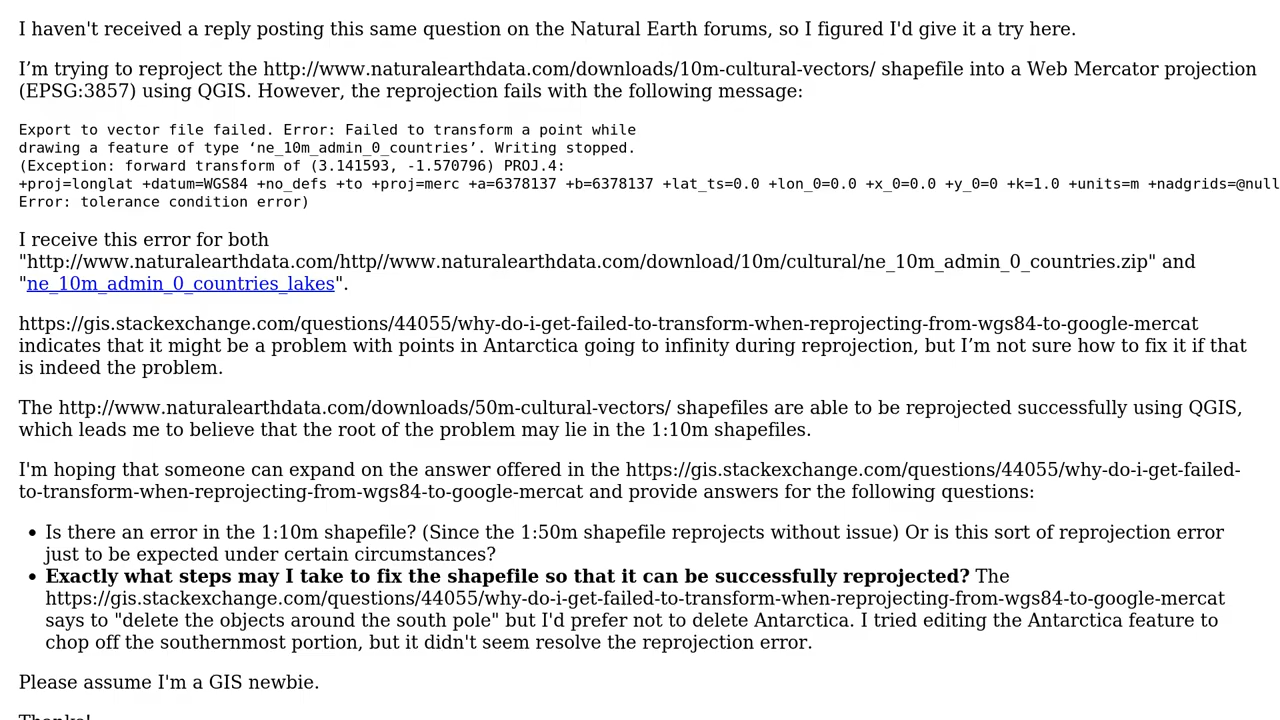 I haven't received a reply posting this same question on the Natural Earth forums, so I figured I'd give it a try here.
I’m trying to reproject the http://www.naturalearthdata.com/downloads/10m-cultural-vectors/ shapefile into a Web Mercator projection
(EPSG:3857) using QGIS. However, the reprojection fails with the following message:
Export to vector file failed. Error: Failed to transform a point while
drawing a feature of type ‘ne_10m_admin_0_countries’. Writing stopped.
(Exception: forward transform of (3.141593, -1.570796) PROJ.4:
+proj=longlat +datum=WGS84 +no_defs +to +proj=merc +a=6378137 +b=6378137 +lat_ts=0.0 +lon_0=0.0 +x_0=0.0 +y_0=0 +k=1.0 +units=m +nadgrids=@null
Error: tolerance condition error)
I receive this error for both
"http://www.naturalearthdata.com/http//www.naturalearthdata.com/download/10m/cultural/ne_10m_admin_0_countries.zip" and
"ne_10m_admin_0_countries_lakes".
https://gis.stackexchange.com/questions/44055/why-do-i-get-failed-to-transform-when-reprojecting-from-wgs84-to-google-mercat
indicates that it might be a problem with points in Antarctica going to infinity during reprojection, but I’m not sure how to fix it if that
is indeed the problem.
The http://www.naturalearthdata.com/downloads/50m-cultural-vectors/ shapefiles are able to be reprojected successfully using QGIS,
which leads me to believe that the root of the problem may lie in the 1:10m shapefiles.
I'm hoping that someone can expand on the answer offered in the https://gis.stackexchange.com/questions/44055/why-do-i-get-failed-
to-transform-when-reprojecting-from-wgs84-to-google-mercat and provide answers for the following questions:
• Is there an error in the 1:10m shapefile? (Since the 1:50m shapefile reprojects without issue) Or is this sort of reprojection error
just to be expected under certain circumstances?
• Exactly what steps may I take to fix the shapefile so that it can be successfully reprojected? The
https://gis.stackexchange.com/questions/44055/why-do-i-get-failed-to-transform-when-reprojecting-from-wgs84-to-google-mercat
says to "delete the objects around the south pole" but I'd prefer not to delete Antarctica. I tried editing the Antarctica feature to
chop off the southernmost portion, but it didn't seem resolve the reprojection error.
Please assume I'm a GIS newbie.
Thanks!